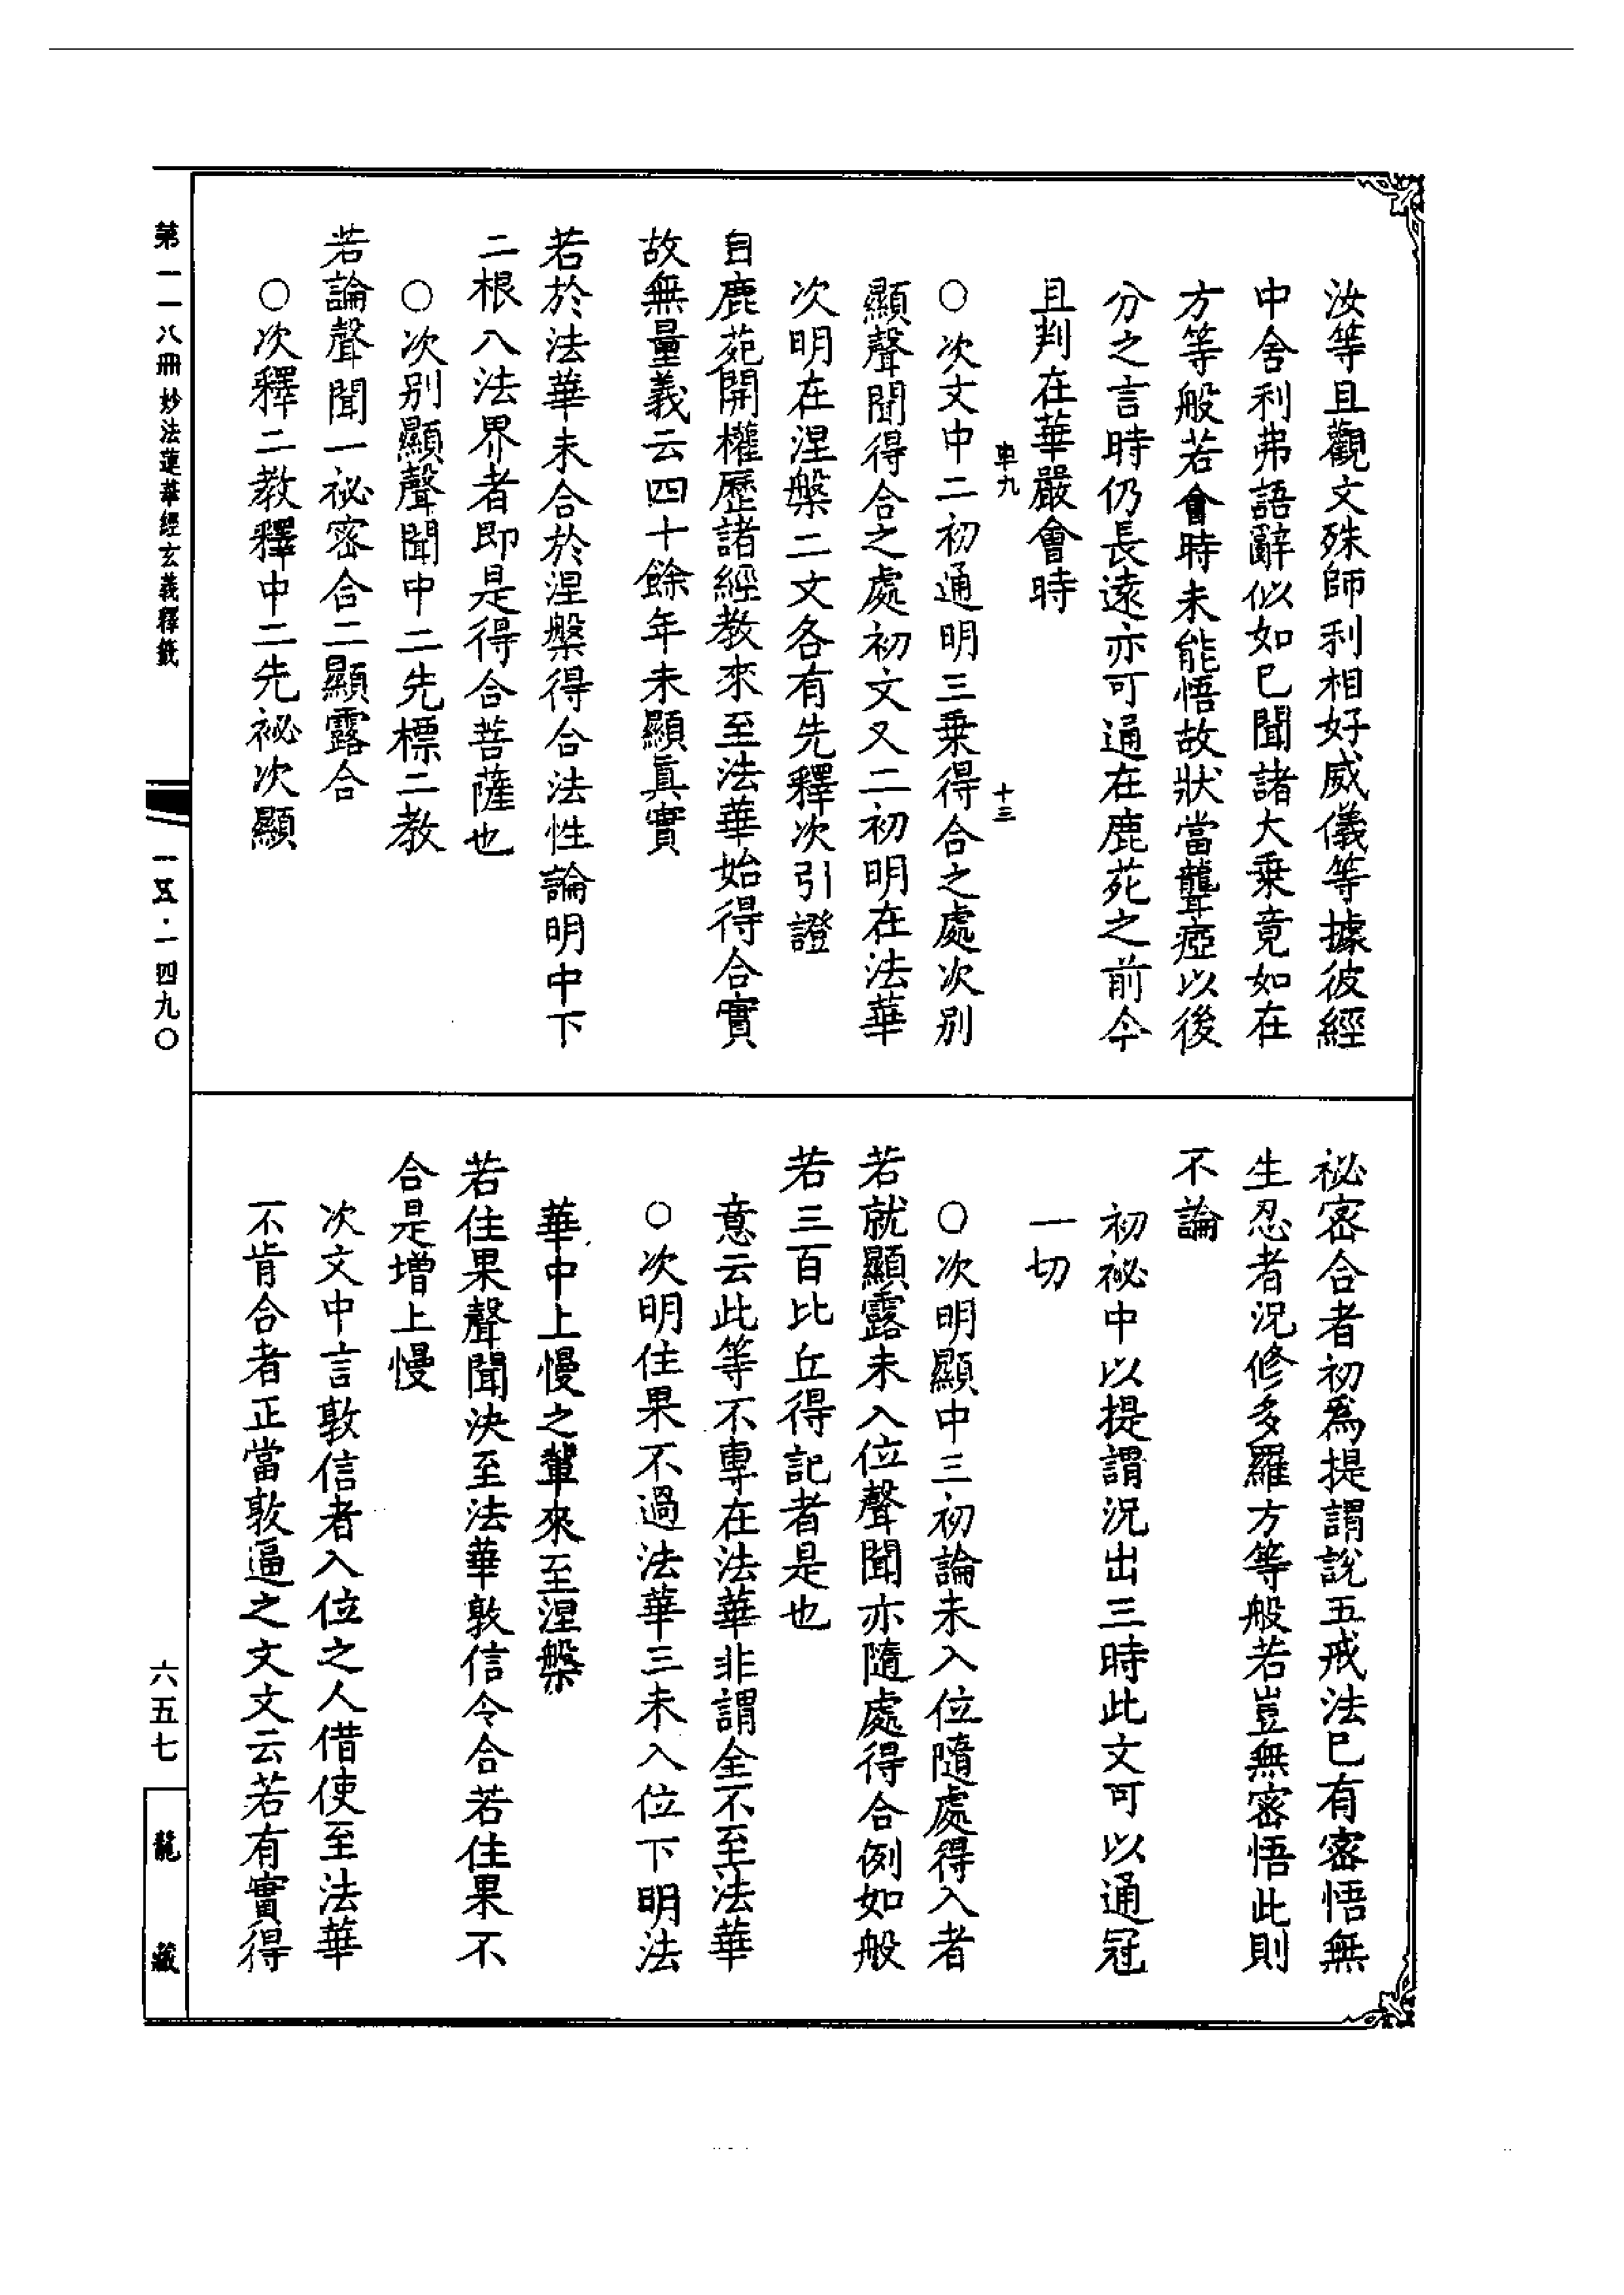 汝等且觀文殊師利相好威儀等據彼經
中舍利弗語辭似如已聞諸大乘竟如在
方等般若會時未能悟故狀當聾瘂以後
分之言時仍長遠亦可通在鹿苑之前今
且判在華嚴會時
車九
十三
○次文中二初通明三乗得合之處次別
顯聲聞得合之處初文又二初明在法華
次明在涅槃二文各有先釋次引證
自鹿苑開權歷諸經教來至法華始得合實
故無量義云四十餘年未顯真實
若於法華未合於涅槃得合法性論明中下
二根入法界者即是得合菩薩也
○次別顯聲聞中二先標二教
若論聲聞一祕密合二顯露合
○次釋二教釋中二先祕次顯
祕密合者初爲提謂說五戒法已有密悟無
生忍者況修多羅方等般若豈無密悟此則
不論
初祕中以提謂況出三時此文可以通冠
一切
○次明顯中三初論未入位隨處得入者
若就顯露未入位聲聞亦隨處得合例如般
若三百比丘得記者是也
意云此等不專在法華非謂全不至法華
○次明住果不過法華三未入位下明法
華中上慢之輩來至涅槃
若住果聲聞決至法華敦信令合若住果不
合是增上慢
次文中言敦信者入位之人借使至法華
不肯合者正當敦逼之文文云若有實得
第一一八冊 妙法蓮華經玄義釋籤
一五·一四九〇
六五七
龍藏